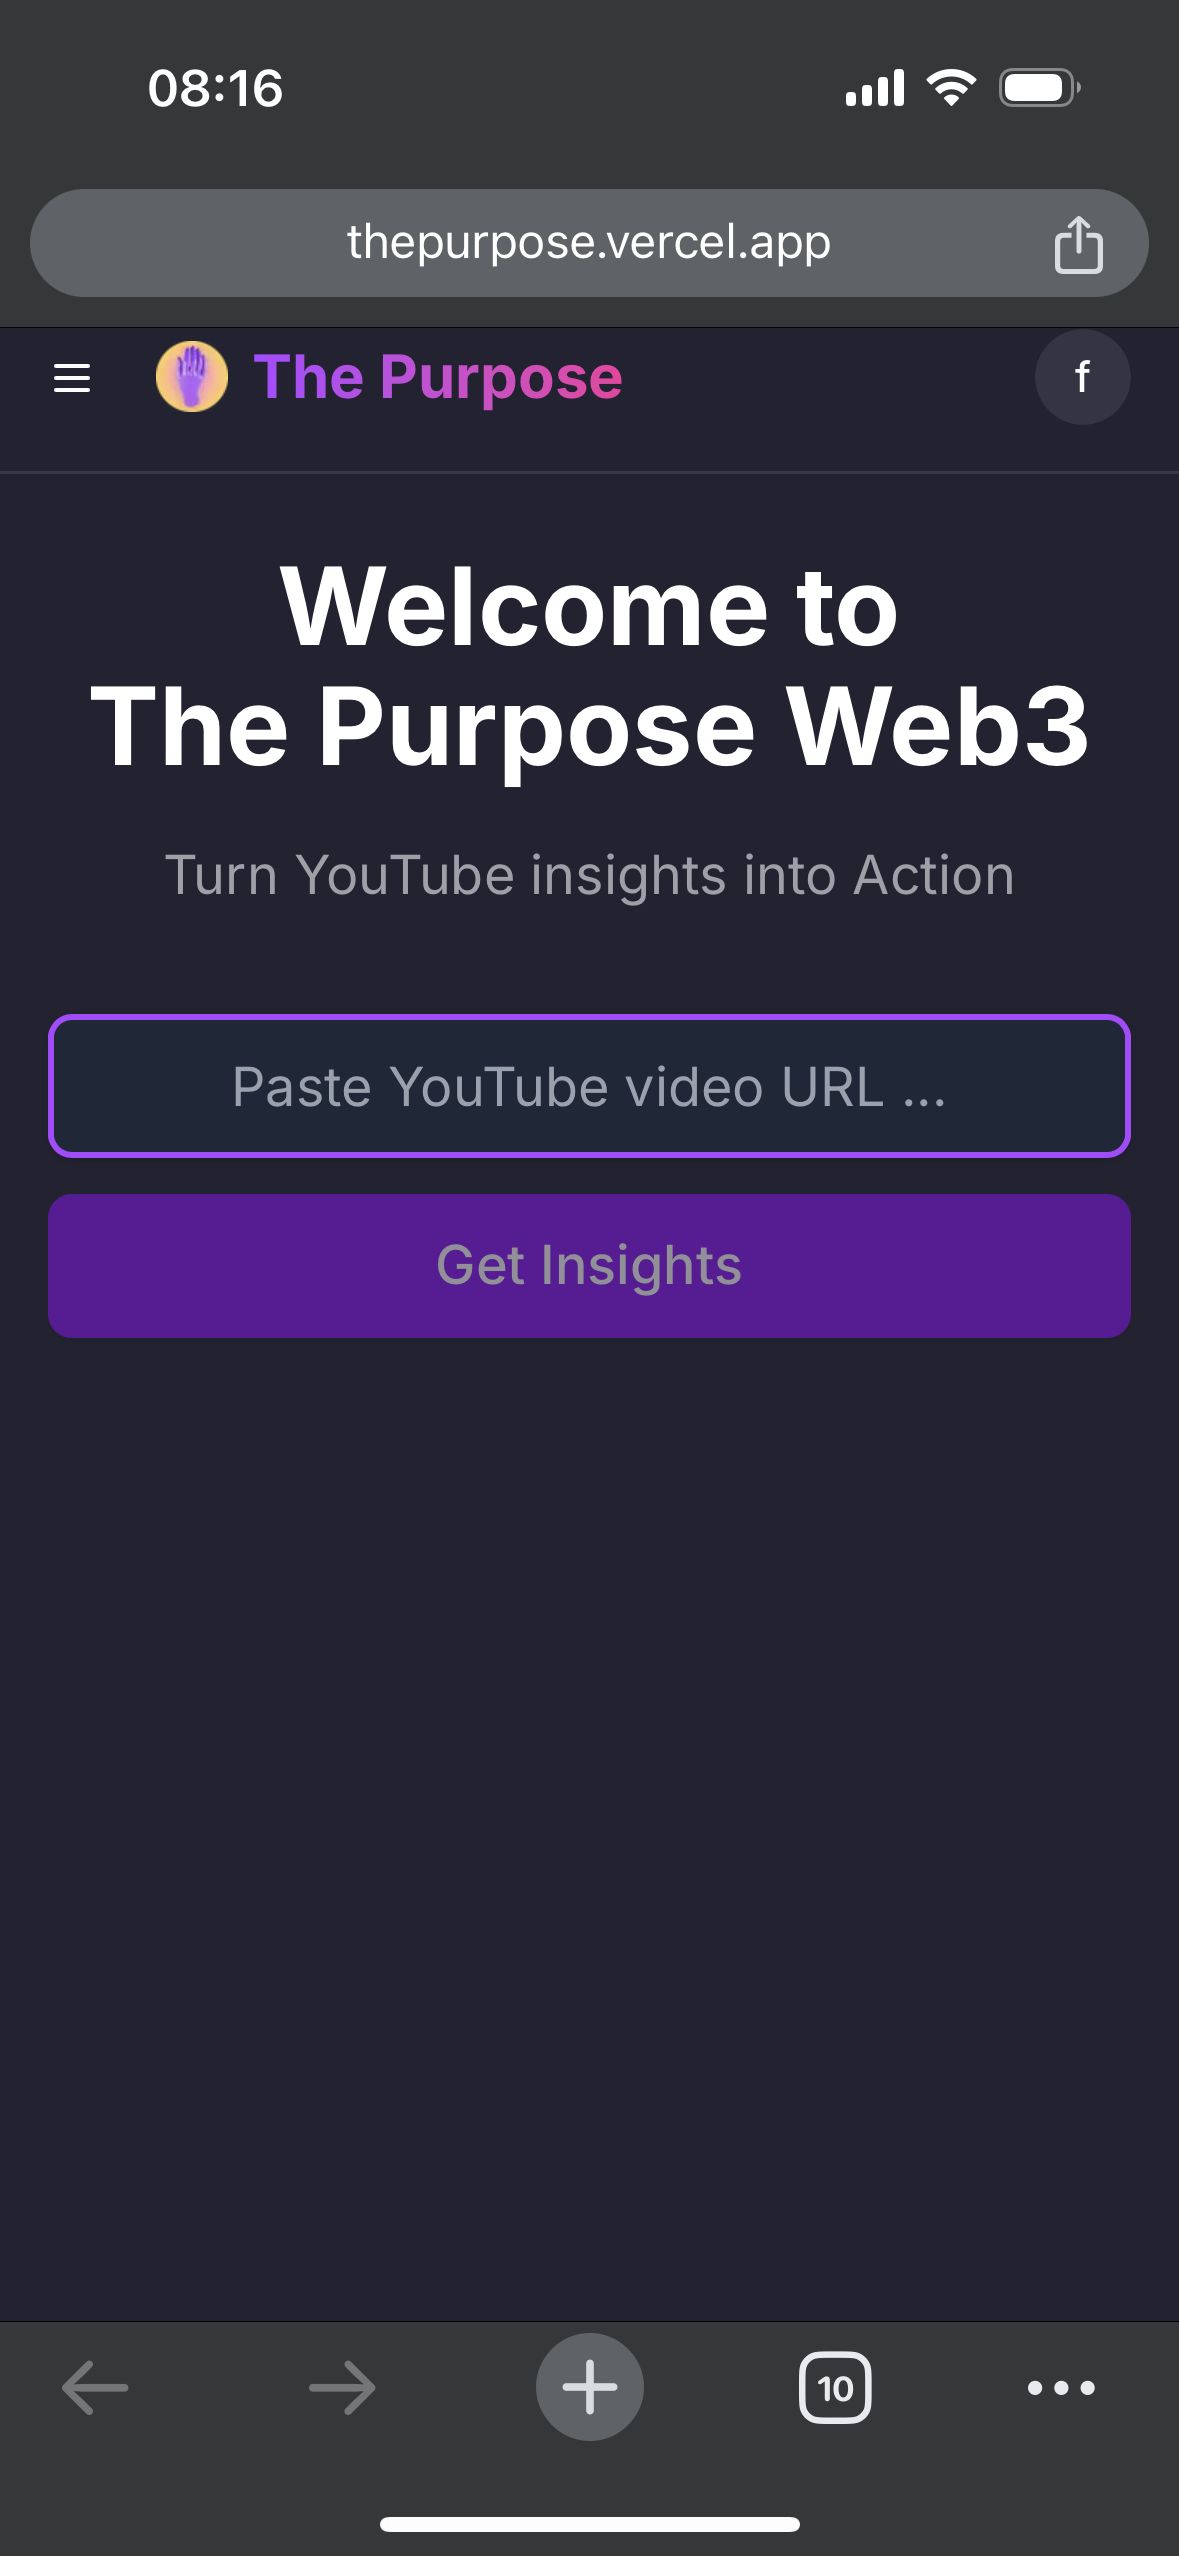 08:16
thepurpose.vercel.app
The Purpose
f
Welcome to
The Purpose Web3
Turn YouTube insights into Action
Paste YouTube video URL ...
Get Insights
10